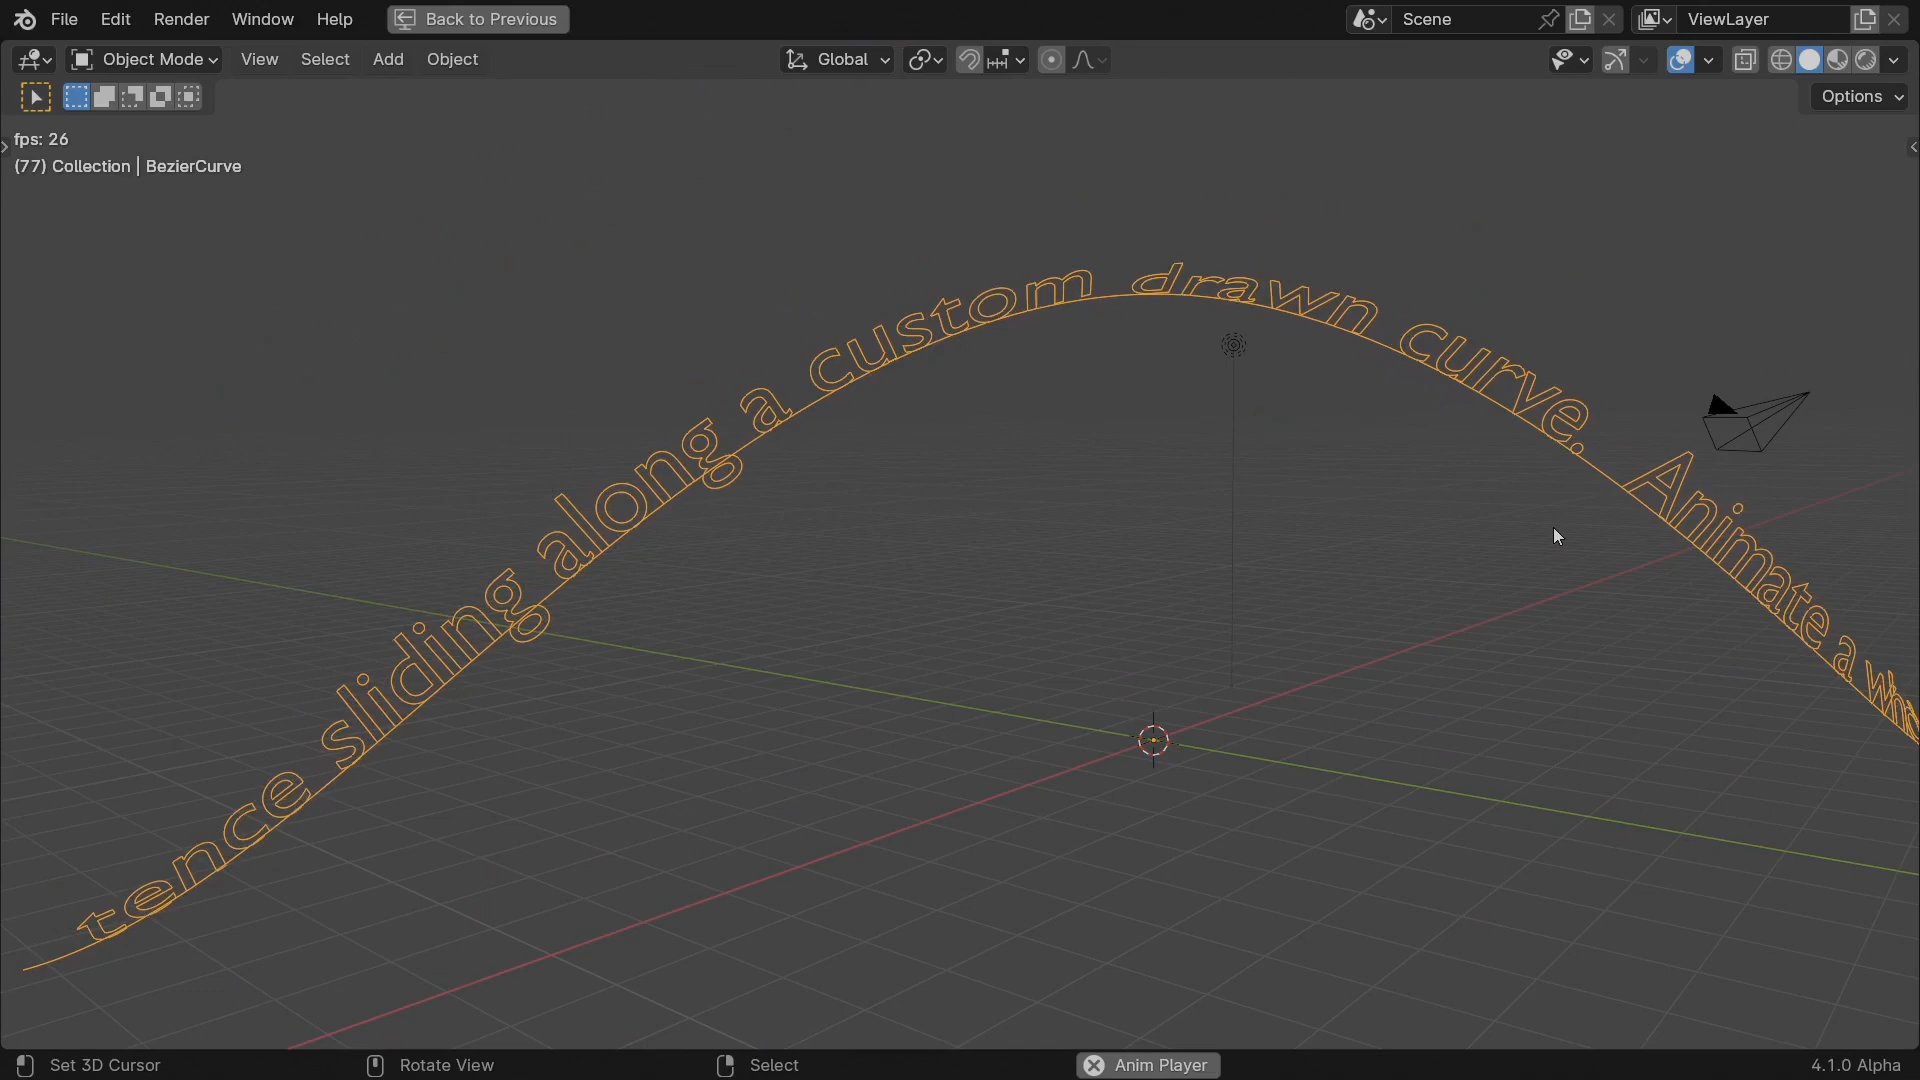 File Edit Render Window Help Back to Previous Scene ViewLayer
Object Mode View Select Add Object Global
Options
fps: 26
(77) Collection | BezierCurve
tence sliding along a custom drawn curve. Animate a
Set 3D Cursor Rotate View Select Anim Player 4.1.0 Alpha